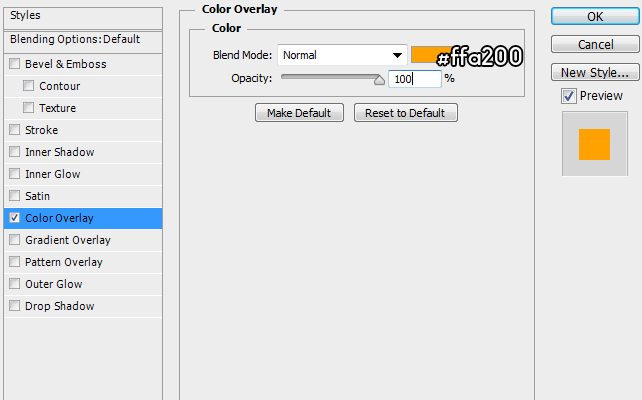 Styles
Blending Options:Default
Bevel & Emboss
Contour
Texture
Stroke
Inner Shadow
Inner Glow
Satin
Color Overlay
Gradient Overlay
Pattern Overlay
Outer Glow
Drop Shadow
Color Overlay
Color
Blend Mode: Normal
#ffa200
Opacity: 100 %
Make Default Reset to Default
OK
Cancel
New Style...
Preview